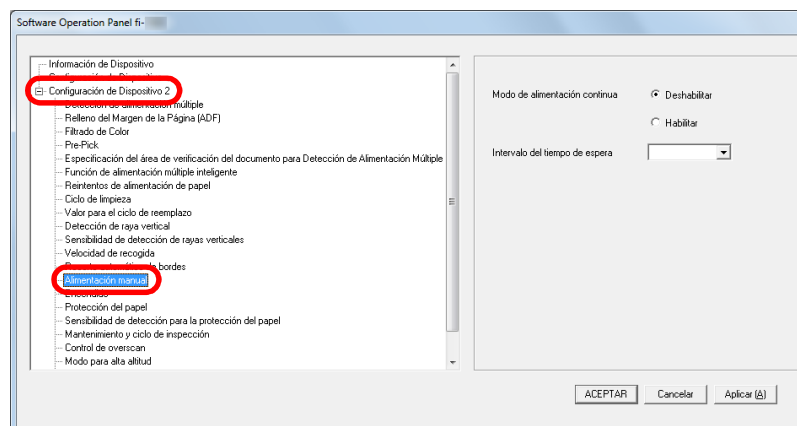 Software Operation Panel fi-
Información de Dispositivo
Configuración de Dispositivo 2
múltiple
Relleno del Margen de la Página (ADF)
Filtrado de Color
Pre-Pick
Especificación del área de verificación del documento para Detección de Alimentación Múltiple
Función de alimentación múltiple inteligente
Reintentos de alimentación de papel
Ciclo de limpieza
Valor para el ciclo de reemplazo
Detección de raya vertical
Sensibilidad de detección de rayas verticales
Velocidad de recogida
bordes
Alimentación manual
Protección del papel
Sensibilidad de detección para la protección del papel
Mantenimiento y ciclo de inspección
Control de overscan
Modo para alta altitud
Modo de alimentación continua
Deshabilitar
Habilitar
Intervalo del tiempo de espera
ACEPTAR Cancelar Aplicar (A)